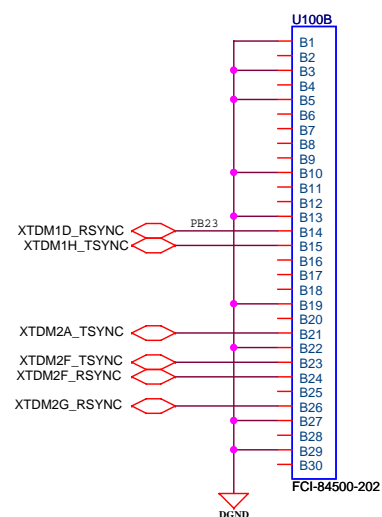 U100B
B1
B2
B3
B4
B5
B6
B7
B8
B9
B10
B11
B12
B13
XTDM1D_RSYNC PB23 B14
XTDM1H_TSYNC B15
B16
B17
B18
B19
B20
XTDM2A_TSYNC B21
B22
XTDM2F_TSYNC B23
XTDM2F_RSYNC B24
B25
XTDM2G_RSYNC B26
B27
B28
B29
B30
FCI-84500-202
DGND